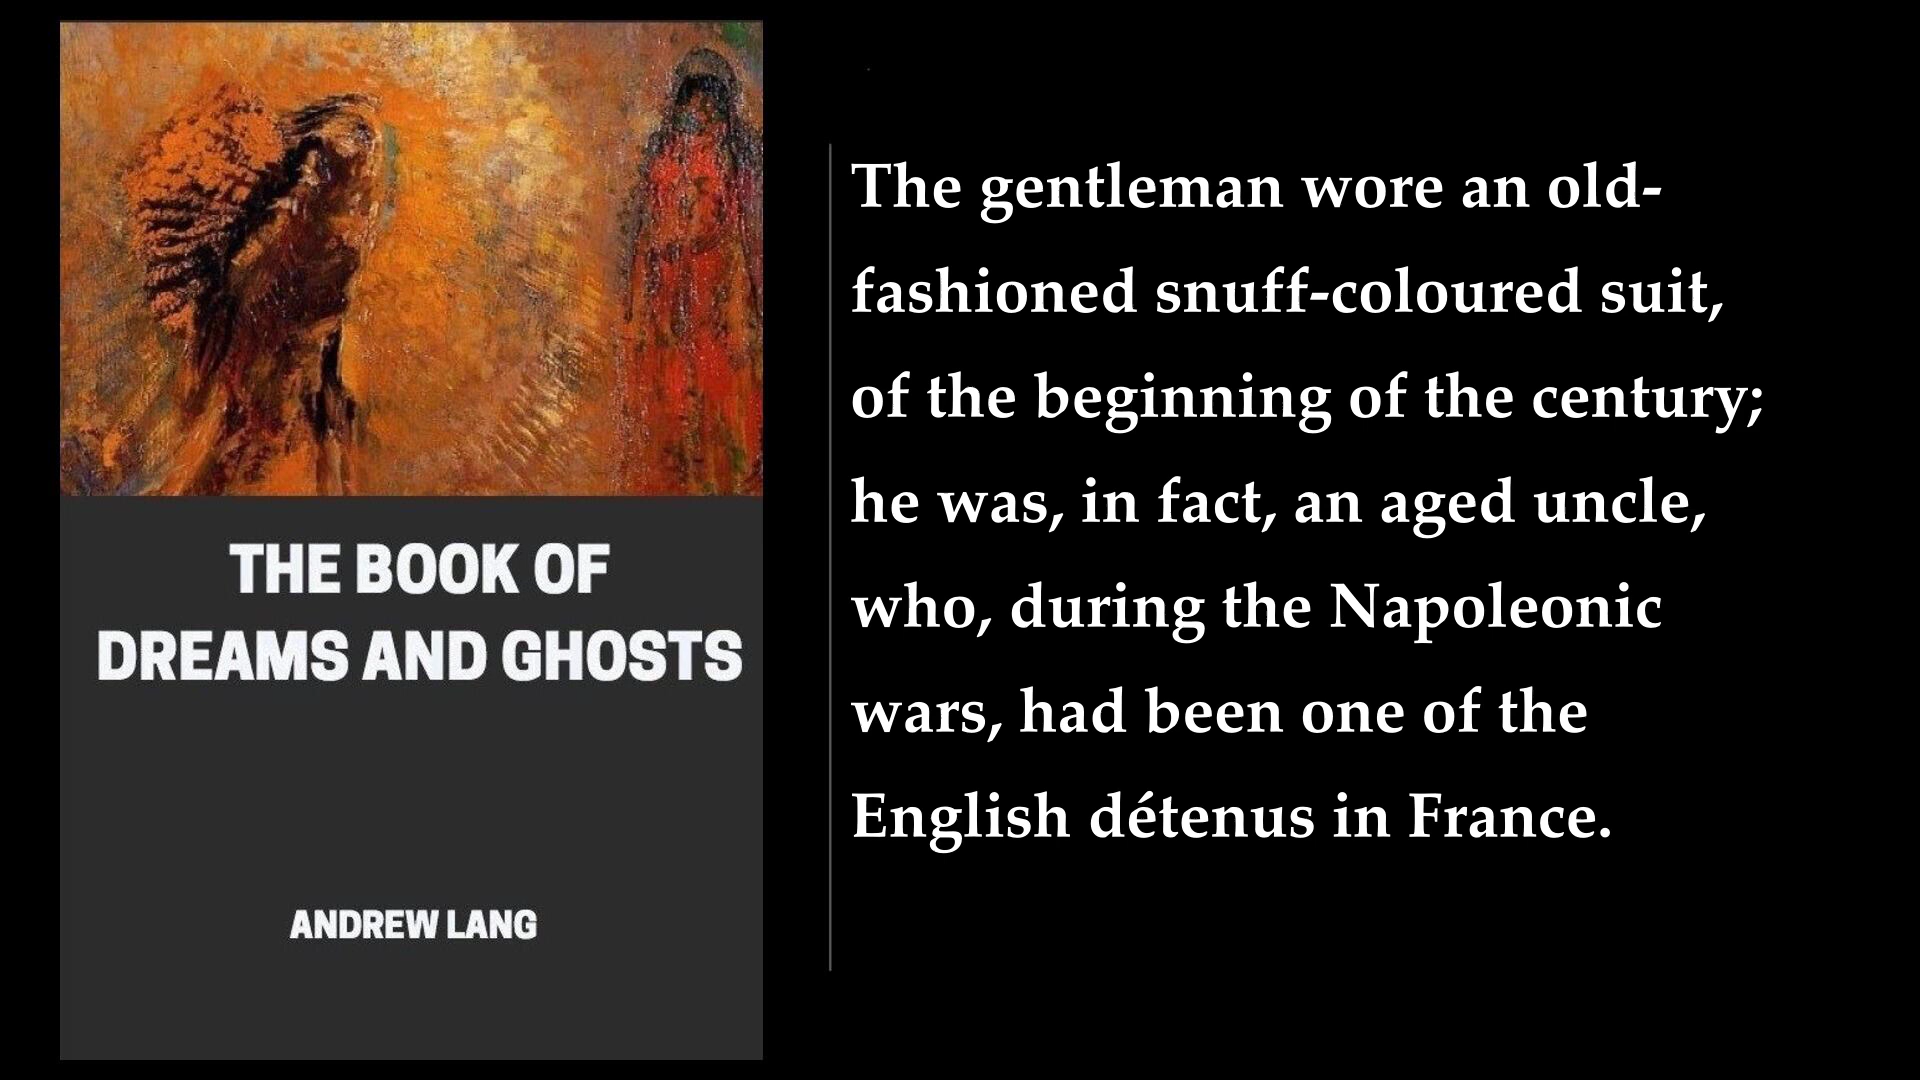 THE BOOK OF
DREAMS AND GHOSTS
ANDREW LANG
The gentleman wore an old-
fashioned snuff-coloured suit,
of the beginning of the century;
he was, in fact, an aged uncle,
who, during the Napoleonic
wars, had been one of the
English détenus in France.